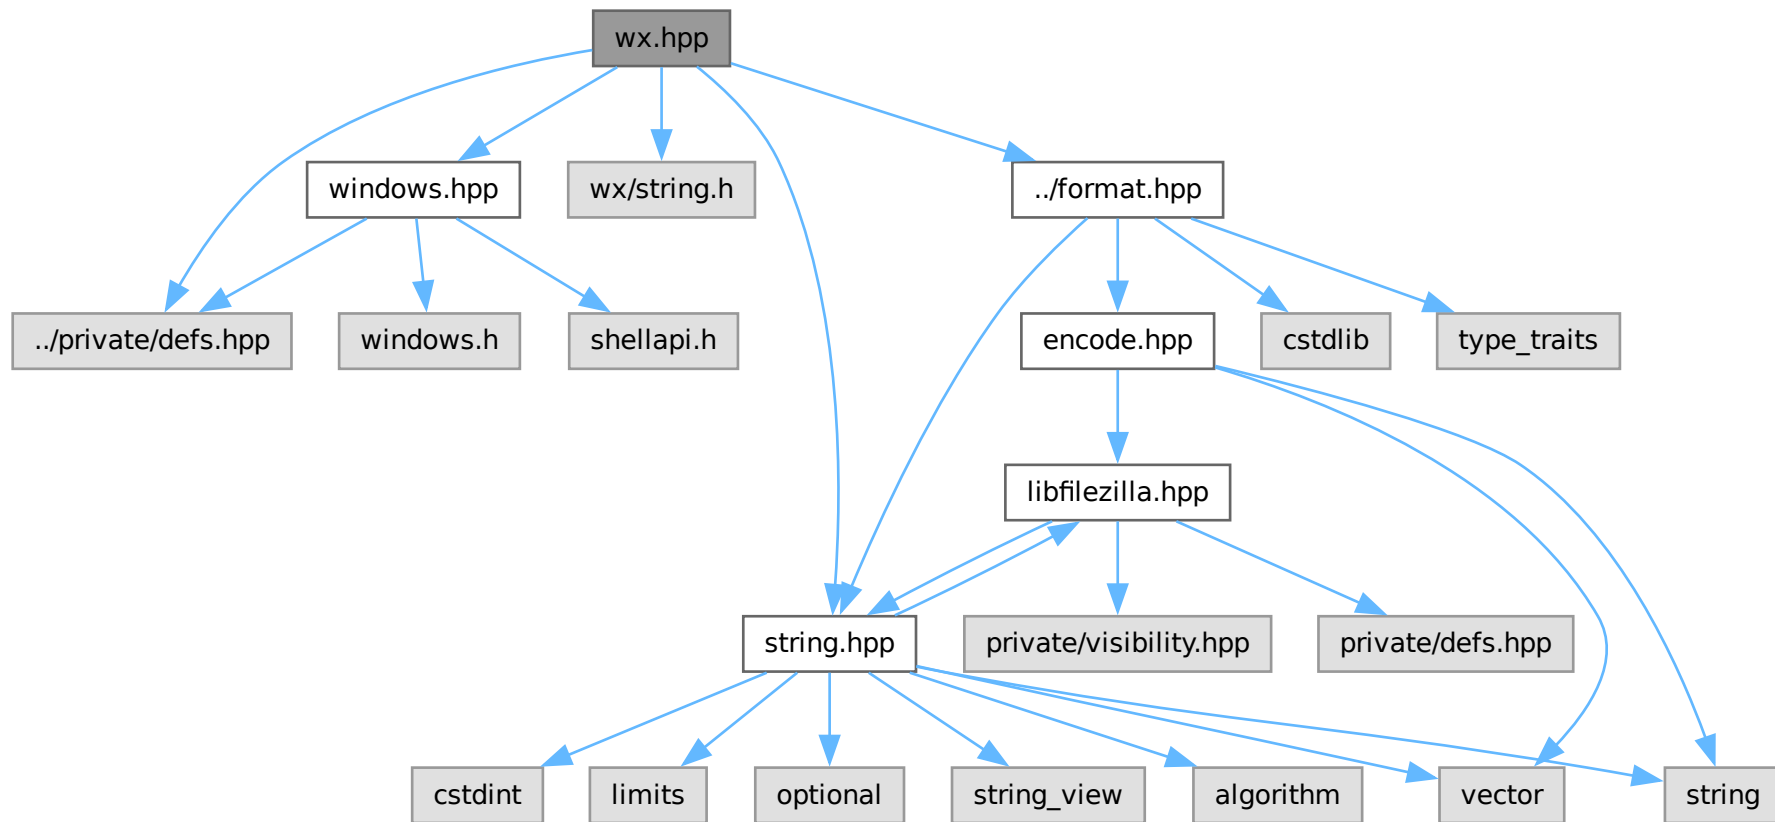 wx.hpp
windows.hpp
wx/string.h
../format.hpp
../private/defs.hpp
windows.h
shellapi.h
encode.hpp
cstdlib
type_traits
libfilezilla.hpp
string.hpp
private/visibility.hpp
private/defs.hpp
cstdint
limits
optional
string_view
algorithm
vector
string